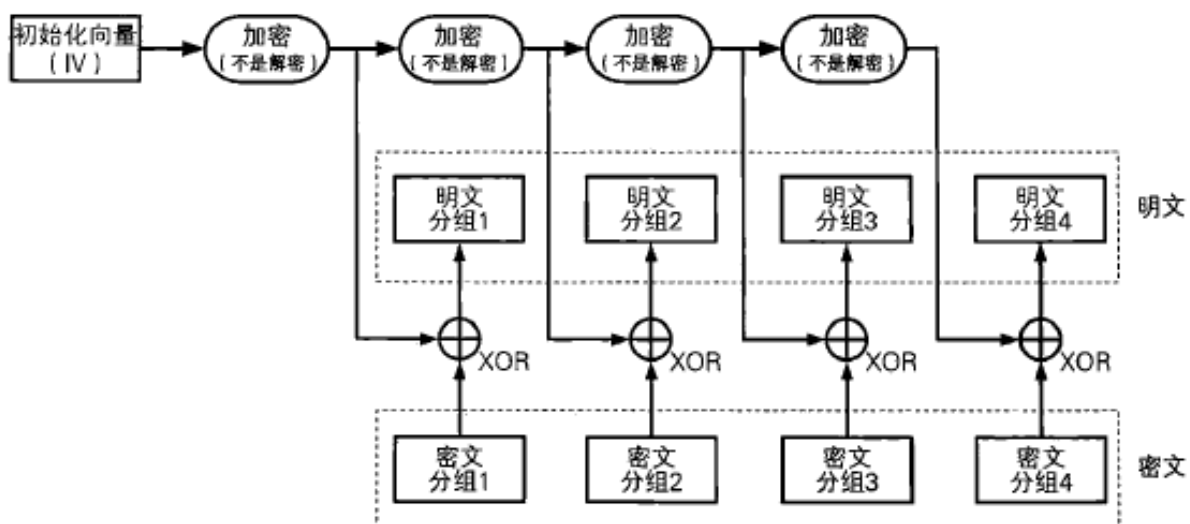 初始化向量
（IV）
加密
（不是解密）
加密
（不是解密）
加密
（不是解密）
加密
（不是解密）
明文
分组1
明文
分组2
明文
分组3
明文
分组4
明文
XOR
XOR
XOR
XOR
密文
分组1
密文
分组2
密文
分组3
密文
分组4
密文